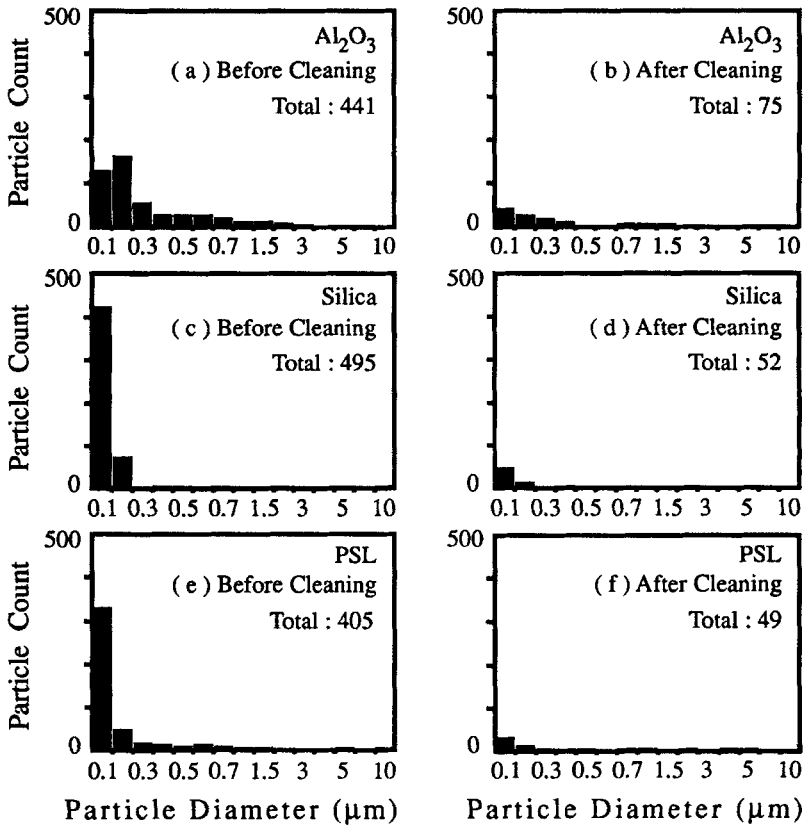 500
Particle Count
0
Al₂O₃
( a ) Before Cleaning
Total : 441
0.1 0.3 0.5 0.7 1.5 3 5 10
500
0
Al₂O₃
( b ) After Cleaning
Total : 75
0.1 0.3 0.5 0.7 1.5 3 5 10
500
Particle Count
0
Silica
( c ) Before Cleaning
Total : 495
0.1 0.3 0.5 0.7 1.5 3 5 10
500
0
Silica
( d ) After Cleaning
Total : 52
0.1 0.3 0.5 0.7 1.5 3 5 10
500
Particle Count
0
PSL
( e ) Before Cleaning
Total : 405
0.1 0.3 0.5 0.7 1.5 3 5 10
Particle Diameter (μm)
500
0
PSL
( f ) After Cleaning
Total : 49
0.1 0.3 0.5 0.7 1.5 3 5 10
Particle Diameter (μm)